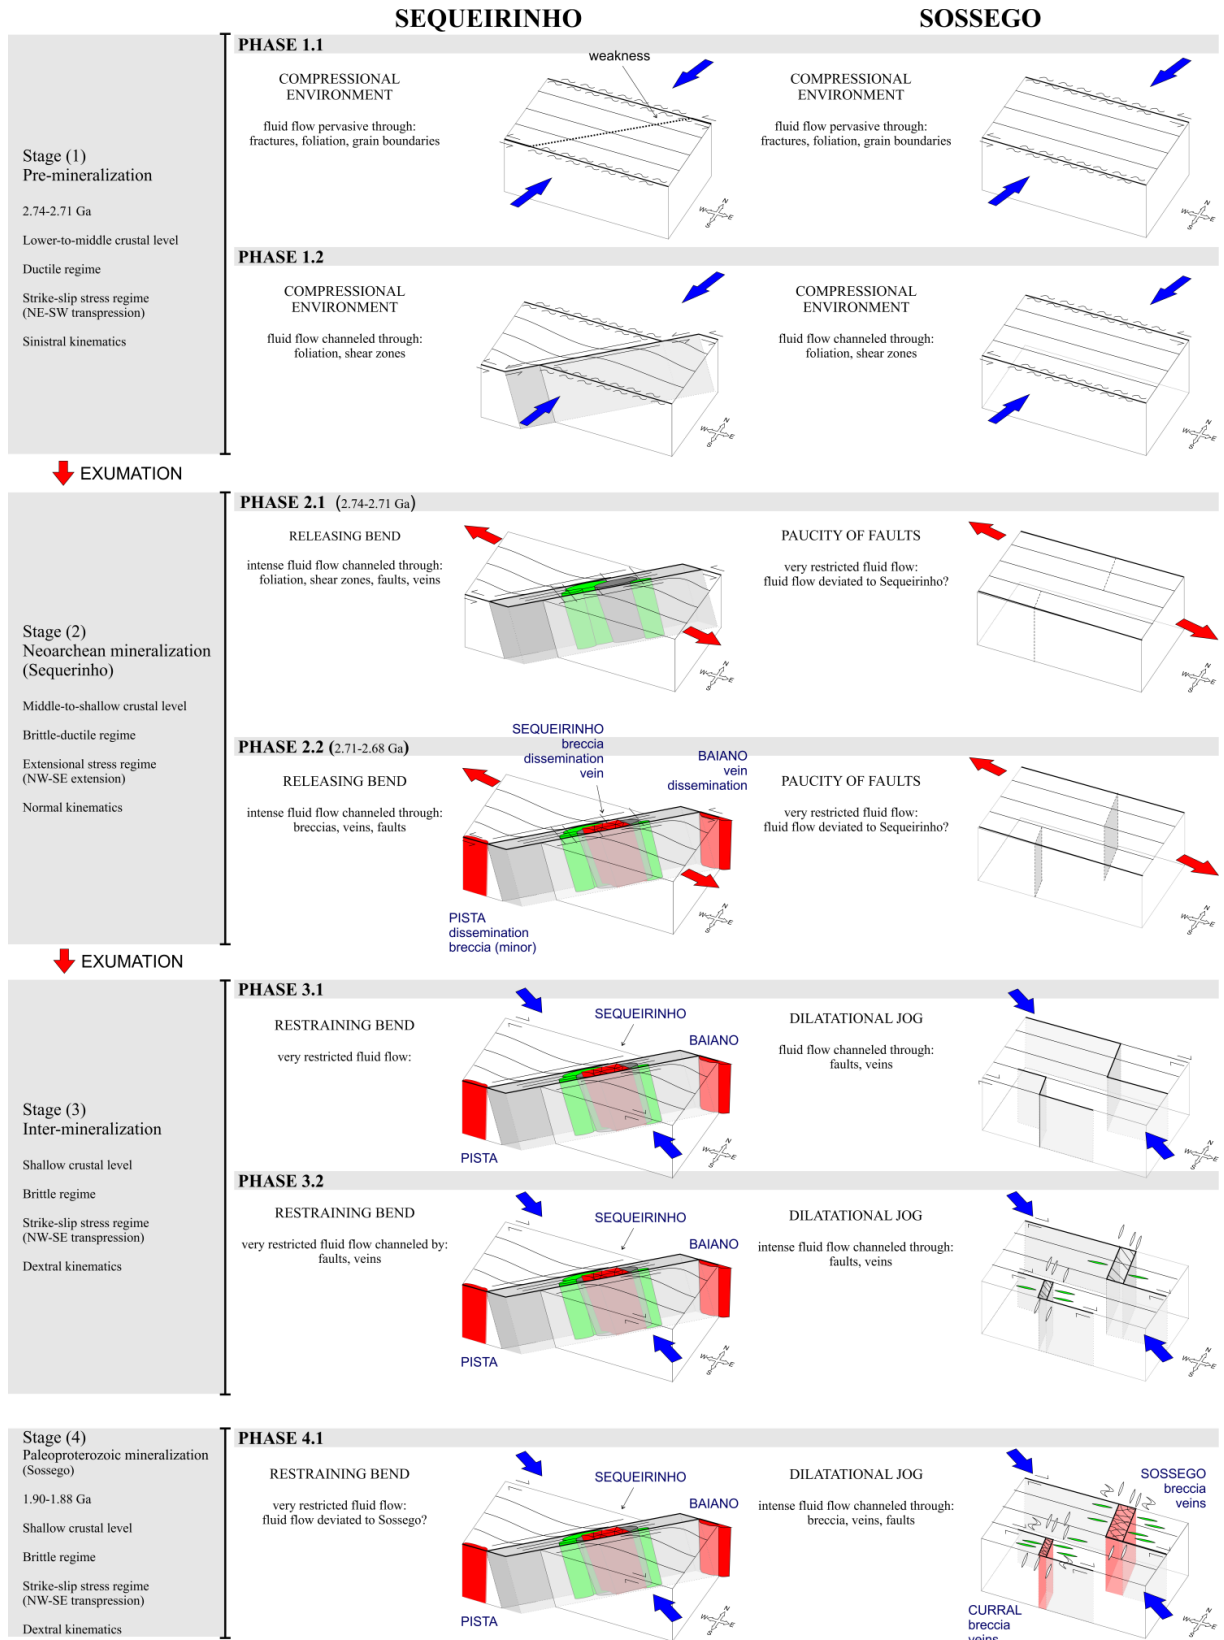 SEQUEIRINHO
SOSSEGO
Stage (1)
Pre-mineralization
2.74-2.71 Ga
Lower-to-middle crustal level
Ductile regime
Strike-slip stress regime
(NE-SW transpression)
Sinistral kinematics
PHASE 1.1
COMPRESSIONAL
ENVIRONMENT
fluid flow pervasive through:
fractures, foliation, grain boundaries
weakness
N
W
E
S
COMPRESSIONAL
ENVIRONMENT
fluid flow pervasive through:
fractures, foliation, grain boundaries
N
W
E
S
PHASE 1.2
COMPRESSIONAL
ENVIRONMENT
fluid flow channeled through:
foliation, shear zones
N
W
E
S
COMPRESSIONAL
ENVIRONMENT
fluid flow channeled through:
foliation, shear zones
N
W
E
S
EXUMATION
Stage (2)
Neoarchean mineralization
(Sequerinho)
Middle-to-shallow crustal level
Brittle-ductile regime
Extensional stress regime
(NW-SE extension)
Normal kinematics
PHASE 2.1 (2.74-2.71 Ga)
RELEASING BEND
intense fluid flow channeled through:
foliation, shear zones, faults, veins
N
W
E
S
PAUCITY OF FAULTS
very restricted fluid flow:
fluid flow deviated to Sequeirinho?
N
W
E
S
PHASE 2.2 (2.71-2.68 Ga)
RELEASING BEND
intense fluid flow channeled through:
breccias, veins, faults
SEQUEIRINHO
breccia
dissemination
vein
BAIANO
vein
dissemination
PISTA
dissemination
breccia (minor)
N
W
E
S
PAUCITY OF FAULTS
very restricted fluid flow:
fluid flow deviated to Sequeirinho?
N
W
E
S
EXUMATION
Stage (3)
Inter-mineralization
Shallow crustal level
Brittle regime
Strike-slip stress regime
(NW-SE transpression)
Dextral kinematics
PHASE 3.1
RESTRAINING BEND
very restricted fluid flow:
SEQUEIRINHO
BAIANO
PISTA
N
W
E
S
DILATATIONAL JOG
fluid flow channeled through:
faults, veins
N
W
E
S
PHASE 3.2
RESTRAINING BEND
very restricted fluid flow channeled by:
faults, veins
SEQUEIRINHO
BAIANO
PISTA
N
W
E
S
DILATATIONAL JOG
intense fluid flow channeled through:
faults, veins
N
W
E
S
Stage (4)
Paleoproterozoic mineralization
(Sossego)
1.90-1.88 Ga
Shallow crustal level
Brittle regime
Strike-slip stress regime
(NW-SE transpression)
Dextral kinematics
PHASE 4.1
RESTRAINING BEND
very restricted fluid flow:
fluid flow deviated to Sossego?
SEQUEIRINHO
BAIANO
PISTA
N
W
E
S
DILATATIONAL JOG
intense fluid flow channeled through:
breccia, veins, faults
SOSSEGO
breccia
veins
CURRAL
breccia
veins
N
W
E
S